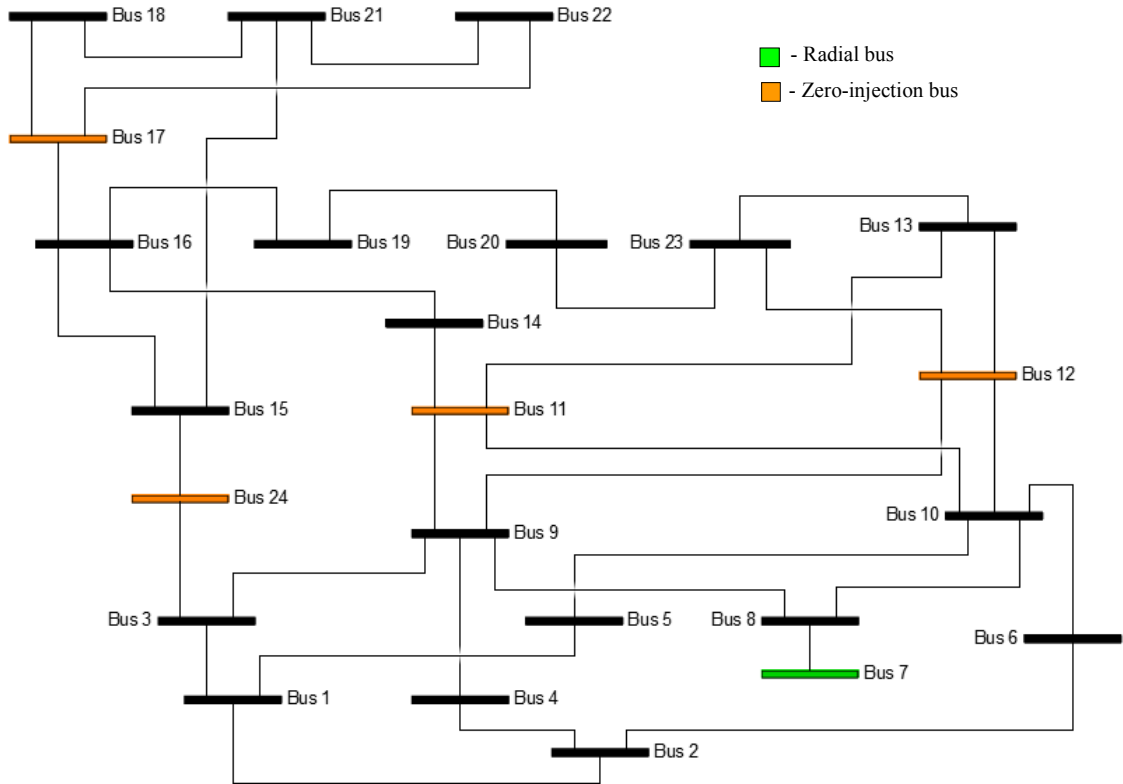 Bus 18
Bus 21
Bus 22
- Radial bus
- Zero-injection bus
Bus 17
Bus 16
Bus 19
Bus 20
Bus 23
Bus 13
Bus 14
Bus 12
Bus 15
Bus 11
Bus 24
Bus 10
Bus 9
Bus 3
Bus 5
Bus 8
Bus 6
Bus 7
Bus 1
Bus 4
Bus 2